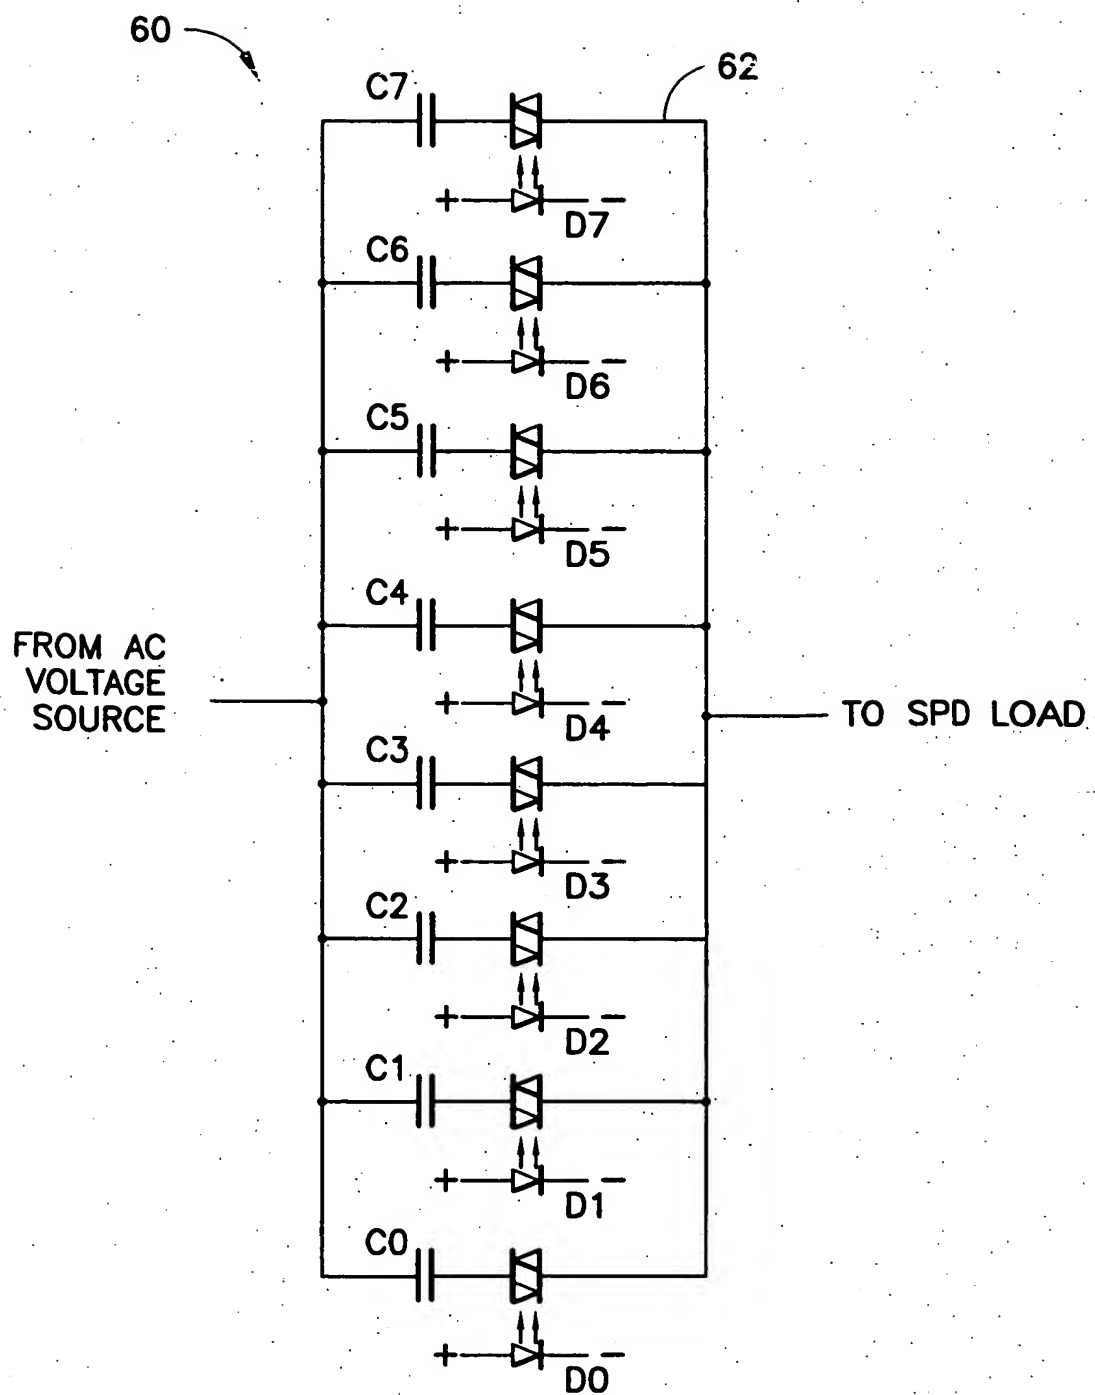 60
62
C7
+ −
D7
C6
+ −
D6
C5
+ −
D5
C4
FROM AC
VOLTAGE
SOURCE
+ −
D4
TO SPD LOAD
C3
+ −
D3
C2
+ −
D2
C1
+ −
D1
C0
+ −
D0